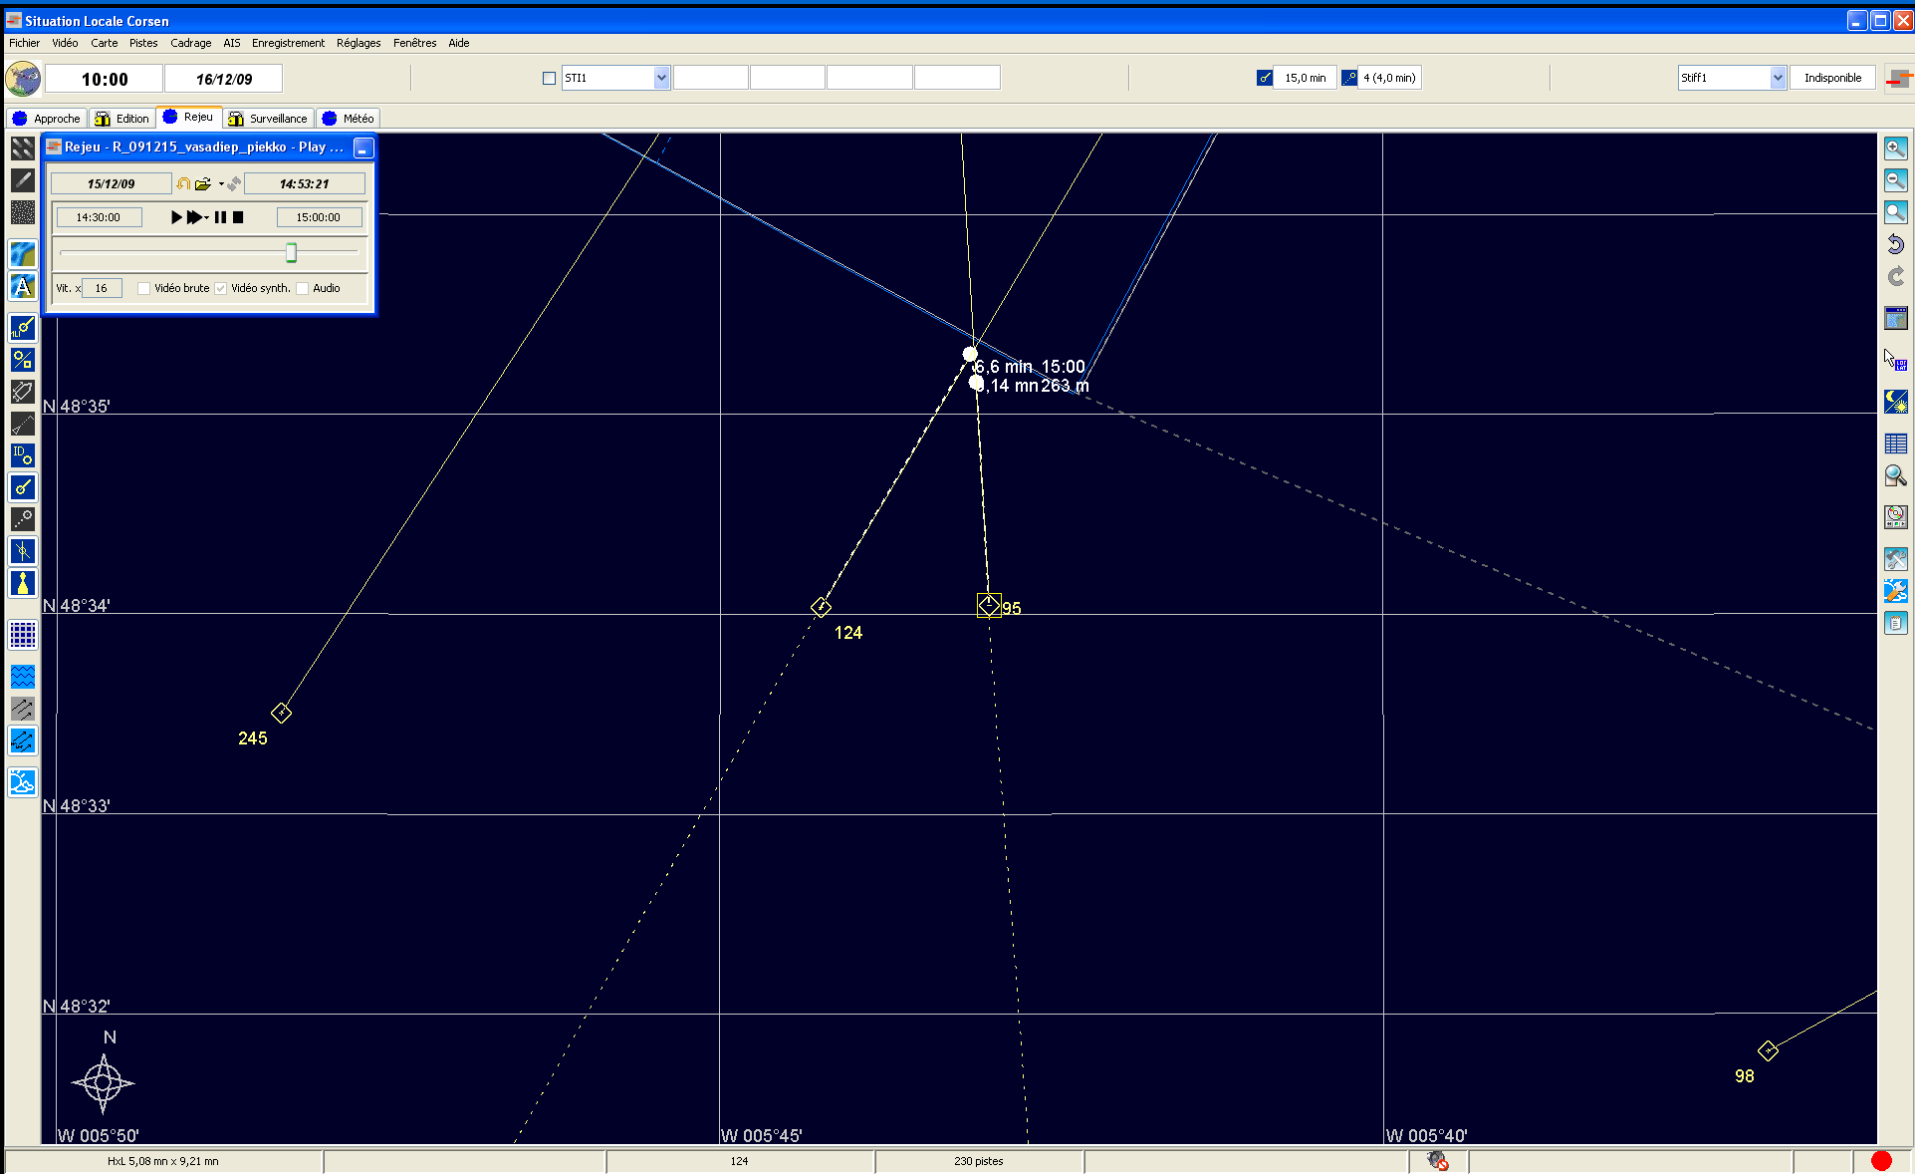 Situation Locale Corsen
Fichier Vidéo Carte Pistes Cadrage AIS Enregistrement Réglages Fenêtres Aide
10:00 16/12/09 STI1 15,0 min 4 (4,0 min) Stiff1 Indisponible
Approche Edition Rejeu Surveillance Météo
Rejeu - R_091215_vasadiep_piekko - Play ...
15/12/09 14:53:21
14:30:00 15:00:00
Vit. x 16 Vidéo brute Vidéo synth. Audio
6,6 min 15:00
,14 mn 263 m
N 48°35'
N 48°34'
95
124
245
N 48°33'
N 48°32'
N
98
W 005°50' W 005°45' W 005°40'
HxL 5,08 mn x 9,21 mn 124 230 pistes